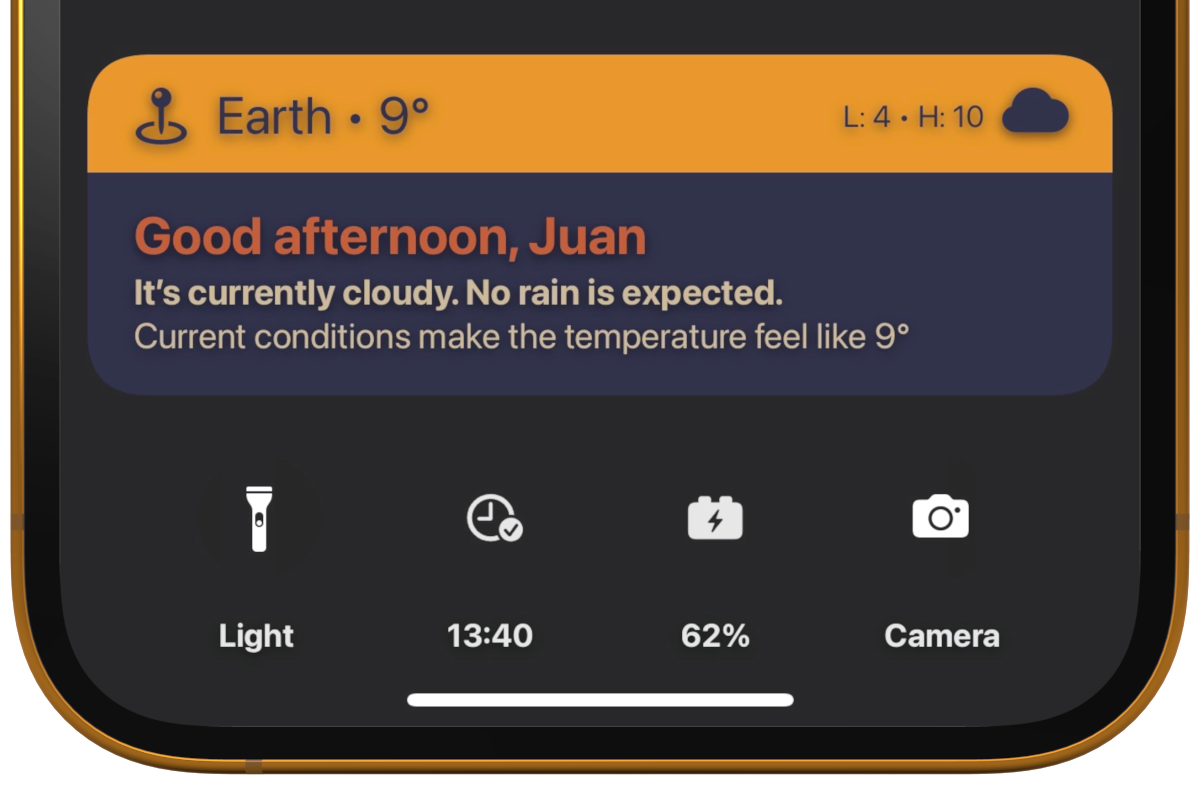 Earth • 9°
L: 4 • H: 10
Good afternoon, Juan
It’s currently cloudy. No rain is expected.
Current conditions make the temperature feel like 9°
Light
13:40
62%
Camera